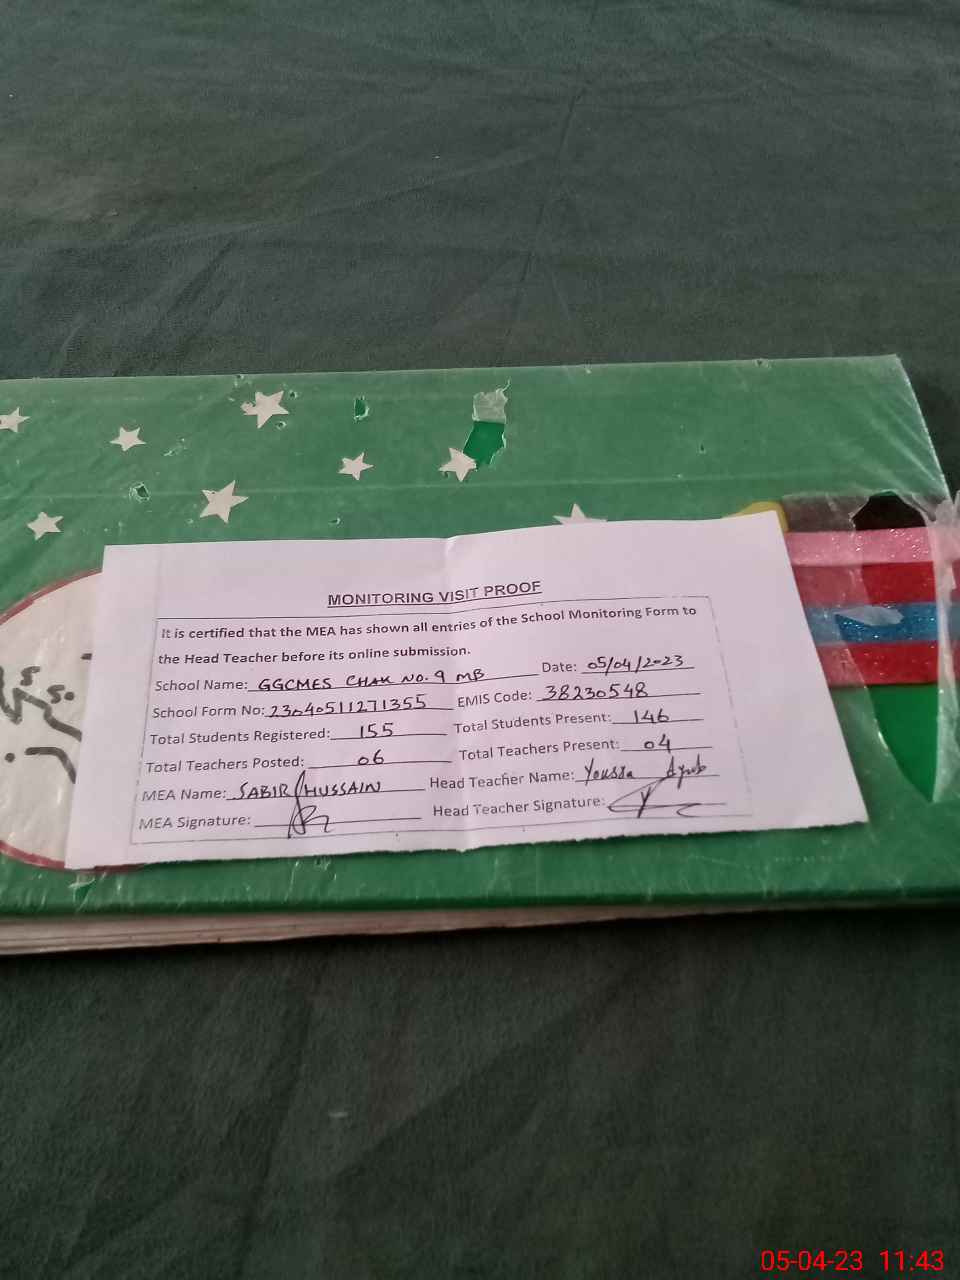 MONITORING VISIT PROOF
It is certified that the MEA has shown all entries of the School Monitoring Form to
the Head Teacher before its online submission.
School Name: GGCMES CHAK NO. 9 MB Date: 05/04/2023
School Form No: 23040511271355 EMIS Code: 38230548
Total Students Registered: 155 Total Students Present: 146
Total Teachers Posted: 06 Total Teachers Present: 04
MEA Name: SABIR HUSSAIN Head Teacher Name: Ayub
MEA Signature: Head Teacher Signature:
05-04-23 11:43